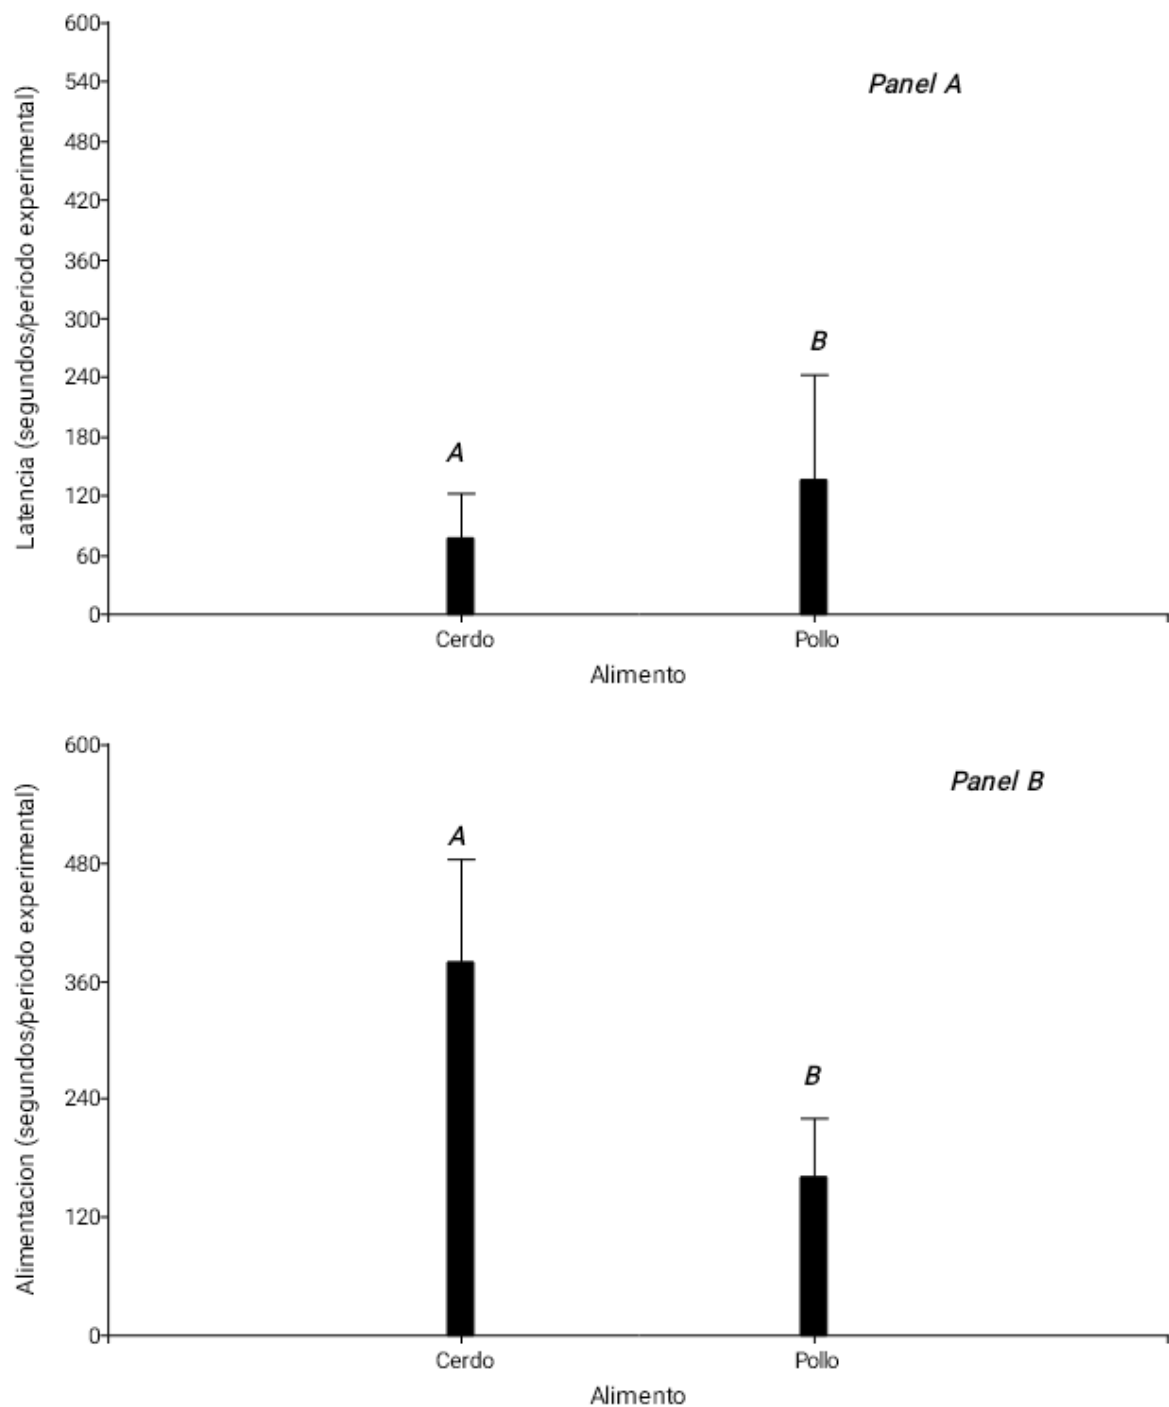 Panel A
Latencia (segundos/periodo experimental)
600
540
480
420
360
300
240
180
120
60
0
A
B
Cerdo
Pollo
Alimento
Panel B
Alimentacion (segundos/periodo experimental)
600
480
360
240
120
0
A
B
Cerdo
Pollo
Alimento